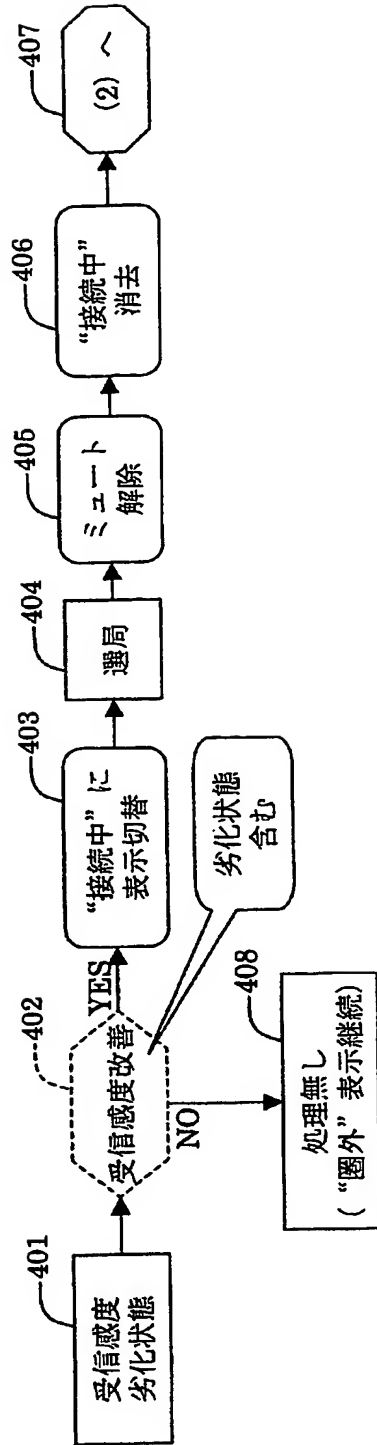 401
受信感度
劣化状態
402
受信感度改善
YES
NO
劣化状態
含む
403
“接続中” に
表示切替
404
選局
405
ミュート
解除
406
“接続中”
消去
407
(2) へ
408
処理無し
( “圏外” 表示継続)